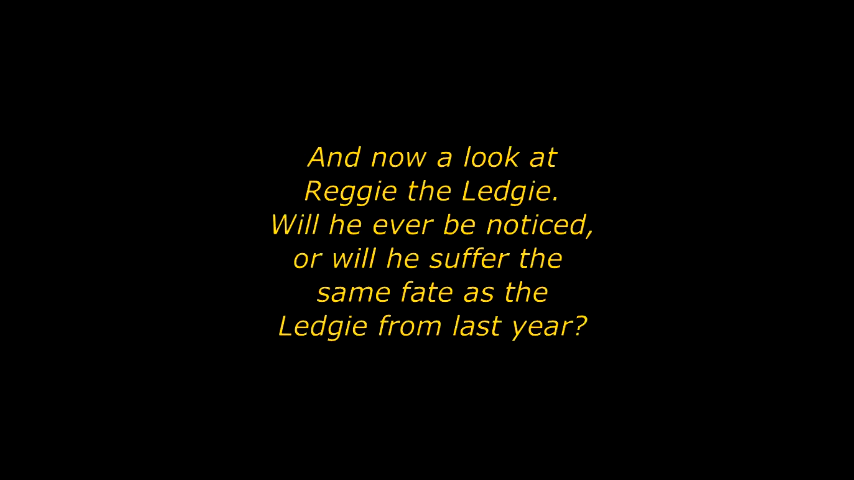 And now a look at
Reggie the Ledgie.
Will he ever be noticed,
or will he suffer the
same fate as the
Ledgie from last year?